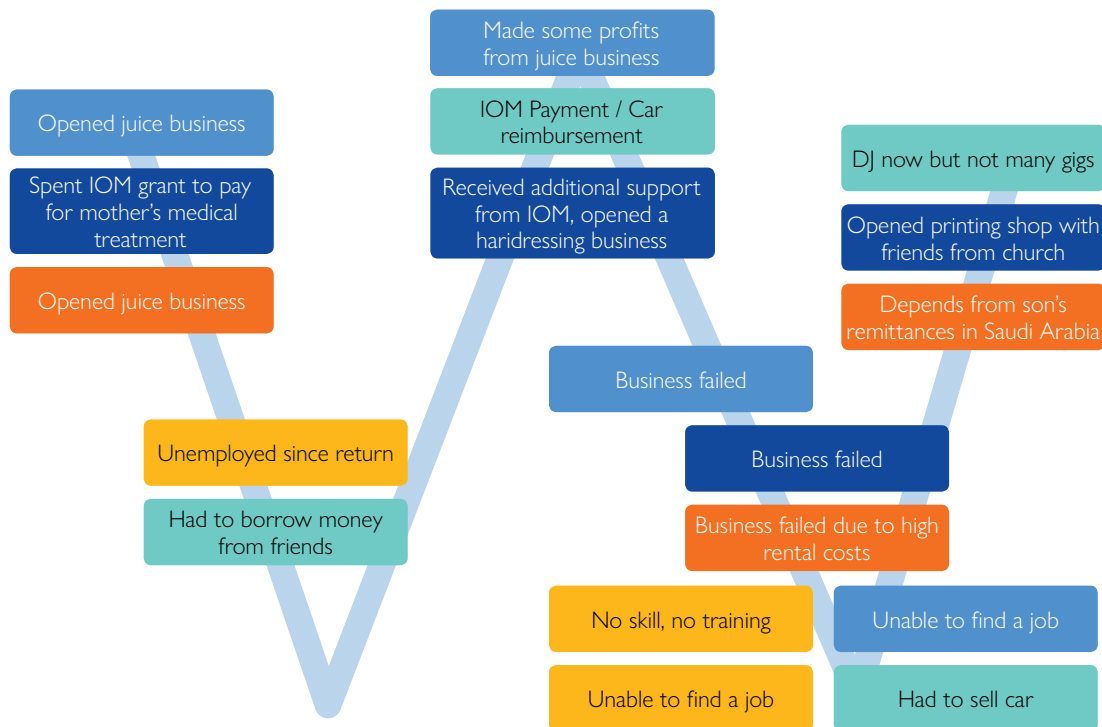 Made some profits
from juice business
Opened juice business
IOM Payment / Car
reimbursement
DJ now but not many gigs
Spent IOM grant to pay
for mother's medical
treatment
Received additional support
from IOM, opened a
haridressing business
Opened printing shop with
friends from church
Opened juice business
Depends from son's
remittances in Saudi Arabia
Business failed
Unemployed since return
Business failed
Had to borrow money
from friends
Business failed due to high
rental costs
No skill, no training
Unable to find a job
Unable to find a job
Had to sell car